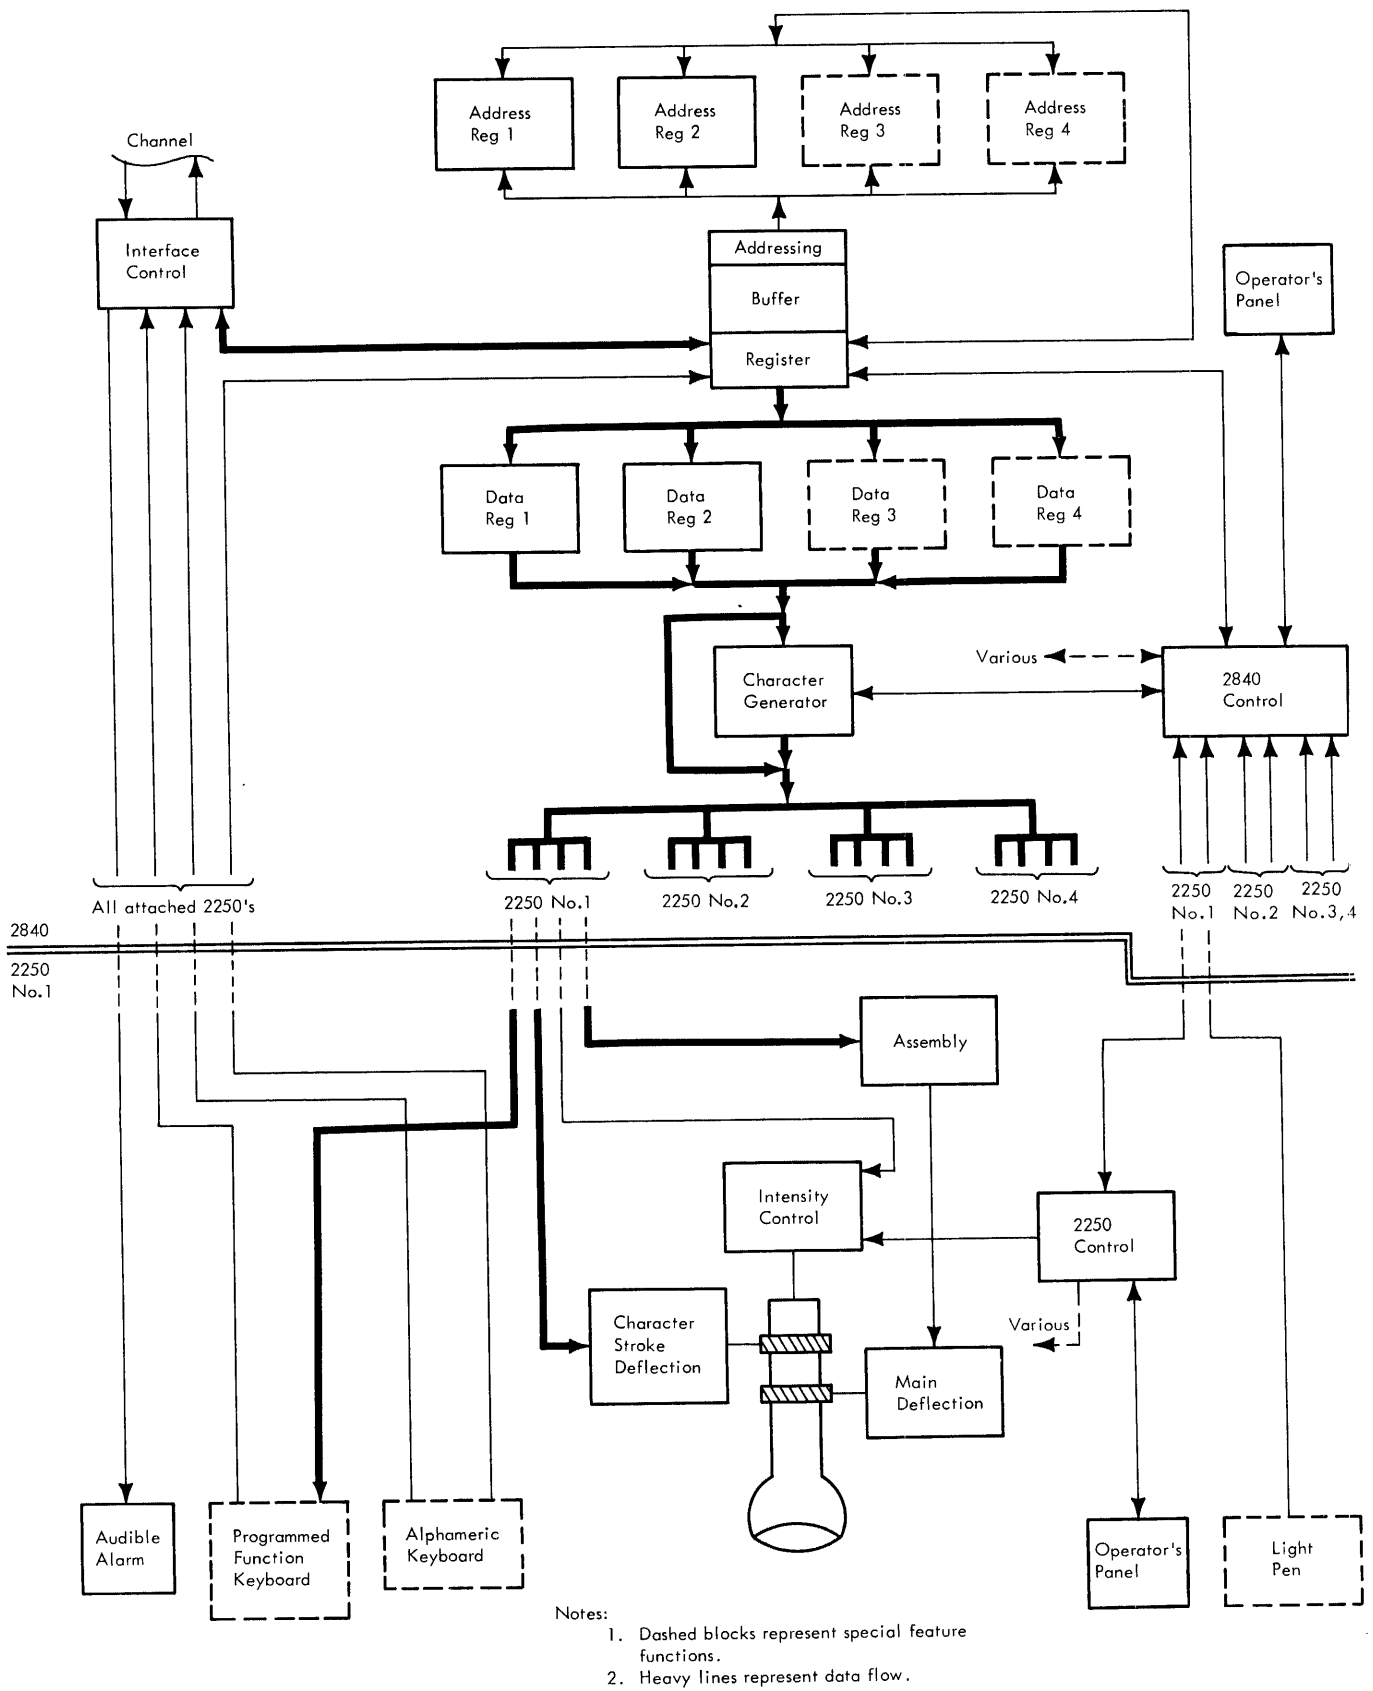 Channel
Address
Reg 1
Address
Reg 2
Address
Reg 3
Address
Reg 4
Interface
Control
Addressing
Buffer
Register
Operator's
Panel
Data
Reg 1
Data
Reg 2
Data
Reg 3
Data
Reg 4
Character
Generator
Various
2840
Control
All attached 2250's
2250 No.1
2250 No.2
2250 No.3
2250 No.4
2250
No.1
2250
No.2
2250
No.3,4
2840
2250
No.1
Assembly
Intensity
Control
2250
Control
Character
Stroke
Deflection
Various
Main
Deflection
Audible
Alarm
Programmed
Function
Keyboard
Alphameric
Keyboard
Operator's
Panel
Light
Pen
Notes:
1. Dashed blocks represent special feature
functions.
2. Heavy lines represent data flow.